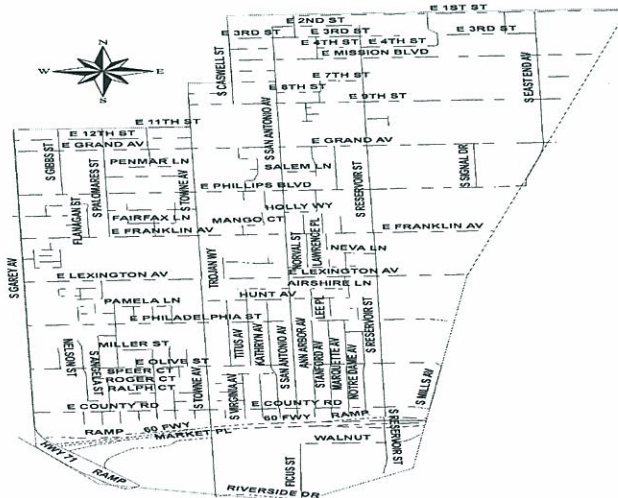 E 1ST ST
E 2ND ST
E 3RD ST
E 3RD ST
E 3RD ST
E 4TH ST
E 4TH ST
E MISSION BLVD
S CASWELL ST
N
W
E
S
E 7TH ST
E 8TH ST
E 9TH ST
S EAST END AV
S SAN ANTONIO AV
E 11TH ST
E 12TH ST
E GRAND AV
E GRAND AV
S GIBBS ST
S PALOMARES ST
PENMAR LN
SALEM LN
S TOWNE AV
E PHILLIPS BLVD
S RESERVOIR ST
S SIGNAL DR
HOLLY WY
FLANAGAN ST
FAIRFAX LN
MANGO CT
E FRANKLIN AV
E FRANKLIN AV
NORVAL ST
LAWRENCE PL
NEVA LN
S GAREY AV
TROJAN WY
E LEXINGTON AV
LEXINGTON AV
AIRSHIRE LN
HUNT AV
PAMELA LN
LEE PL
E PHILADELPHIA ST
S RESERVOIR ST
TITUS AV
KATHRYN AV
ANN ARBOR AV
STANFORD AV
MARQUETTE AV
NOTRE DAME AV
NELSON ST
MILLER ST
S ANGELA ST
E OLIVE ST
SPEER CT
ROGER CT
RALPH CT
S TOWNE AV
S VIRGINIA AV
S SAN ANTONIO AV
S MILLS AV
E COUNTY RD
E COUNTY RD
60 FWY
RAMP
RAMP
60 FWY
MARKET PL
WALNUT
S RESERVOIR ST
HWY 71
RAMP
FICUS ST
RIVERSIDE DR